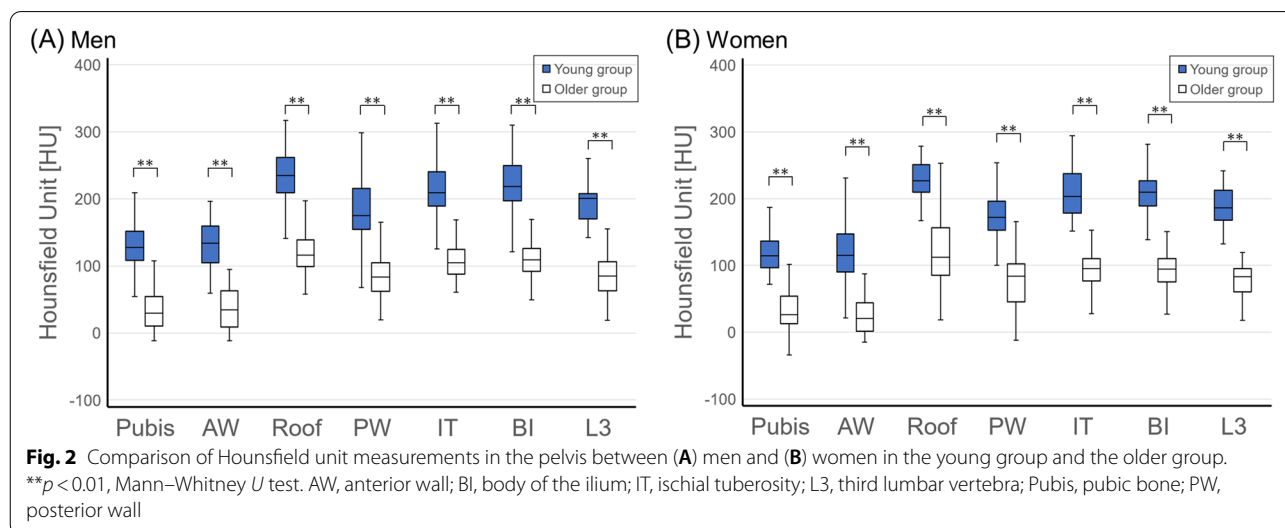 (A) Men
Young group
Older group
**
**
**
**
**
**
**
Hounsfield Unit [HU]
400
300
200
100
0
-100
Pubis AW Roof PW IT BI L3
(B) Women
Young group
Older group
**
**
**
**
**
**
**
Hounsfield Unit [HU]
400
300
200
100
0
-100
Pubis AW Roof PW IT BI L3
Fig. 2 Comparison of Hounsfield unit measurements in the pelvis between (A) men and (B) women in the young group and the older group.
**p < 0.01, Mann–Whitney U test. AW, anterior wall; BI, body of the ilium; IT, ischial tuberosity; L3, third lumbar vertebra; Pubis, pubic bone; PW,
posterior wall